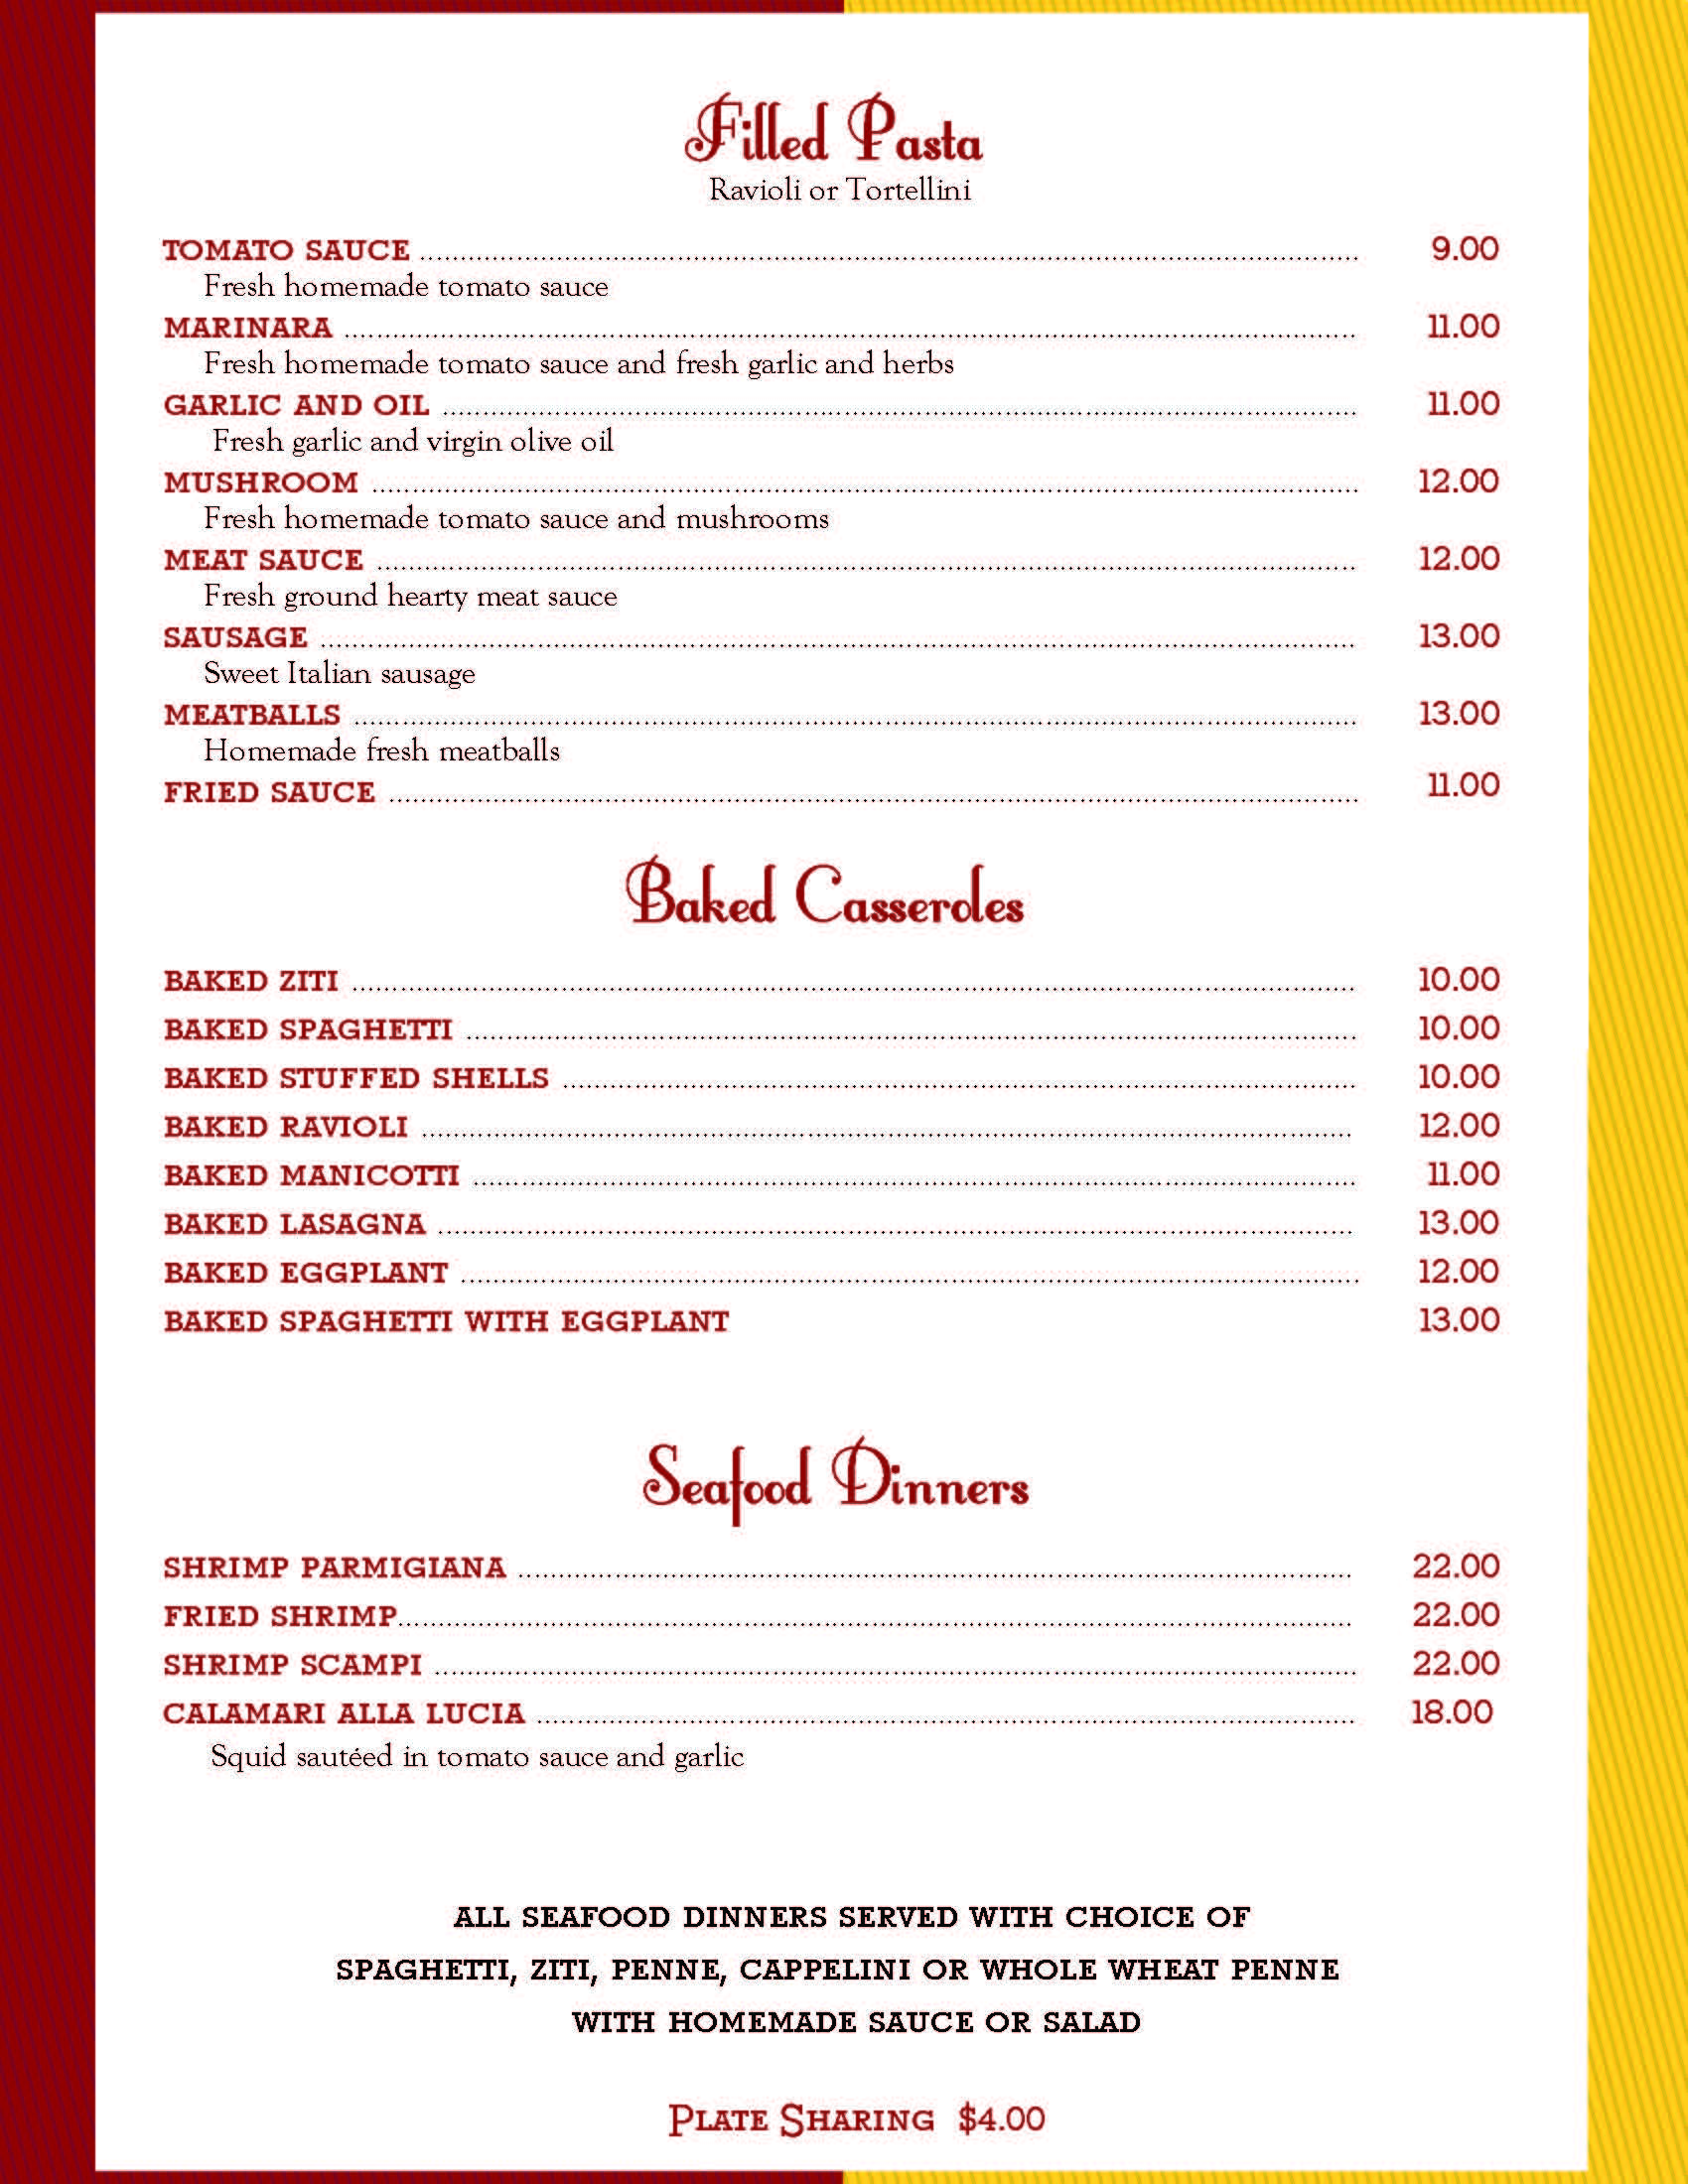 Filled Pasta
Ravioli or Tortellini
TOMATO SAUCE ........ 9.00
Fresh homemade tomato sauce
MARINARA ........ 11.00
Fresh homemade tomato sauce and fresh garlic and herbs
GARLIC AND OIL ........ 11.00
Fresh garlic and virgin olive oil
MUSHROOM ........ 12.00
Fresh homemade tomato sauce and mushrooms
MEAT SAUCE ........ 12.00
Fresh ground hearty meat sauce
SAUSAGE ........ 13.00
Sweet Italian sausage
MEATBALLS ........ 13.00
Homemade fresh meatballs
FRIED SAUCE ........ 11.00
Baked Casseroles
BAKED ZITI ........ 10.00
BAKED SPAGHETTI ........ 10.00
BAKED STUFFED SHELLS ........ 10.00
BAKED RAVIOLI ........ 12.00
BAKED MANICOTTI ........ 11.00
BAKED LASAGNA ........ 13.00
BAKED EGGPLANT ........ 12.00
BAKED SPAGHETTI WITH EGGPLANT 13.00
Seafood Dinners
SHRIMP PARMIGIANA ........ 22.00
FRIED SHRIMP........ 22.00
SHRIMP SCAMPI ........ 22.00
CALAMARI ALLA LUCIA ........ 18.00
Squid sautéed in tomato sauce and garlic
ALL SEAFOOD DINNERS SERVED WITH CHOICE OF
SPAGHETTI, ZITI, PENNE, CAPPELINI OR WHOLE WHEAT PENNE
WITH HOMEMADE SAUCE OR SALAD
PLATE SHARING $4.00